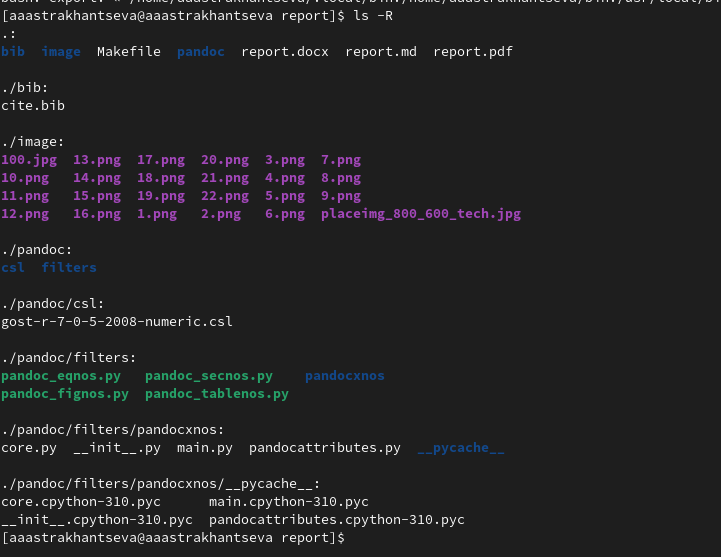 [aaastrakhantseva@aaastrakhantseva report]$ ls -R
.:
bib  image  Makefile  pandoc  report.docx  report.md  report.pdf

./bib:
cite.bib

./image:
100.jpg  13.png  17.png  20.png  3.png  7.png
10.png   14.png  18.png  21.png  4.png  8.png
11.png   15.png  19.png  22.png  5.png  9.png
12.png   16.png  1.png   2.png   6.png  placeimg_800_600_tech.jpg

./pandoc:
csl  filters

./pandoc/csl:
gost-r-7-0-5-2008-numeric.csl

./pandoc/filters:
pandoc_eqnos.py   pandoc_secnos.py    pandocxnos
pandoc_fignos.py  pandoc_tablenos.py

./pandoc/filters/pandocxnos:
core.py  __init__.py  main.py  pandocattributes.py  __pycache__

./pandoc/filters/pandocxnos/__pycache__:
core.cpython-310.pyc      main.cpython-310.pyc
__init__.cpython-310.pyc  pandocattributes.cpython-310.pyc
[aaastrakhantseva@aaastrakhantseva report]$